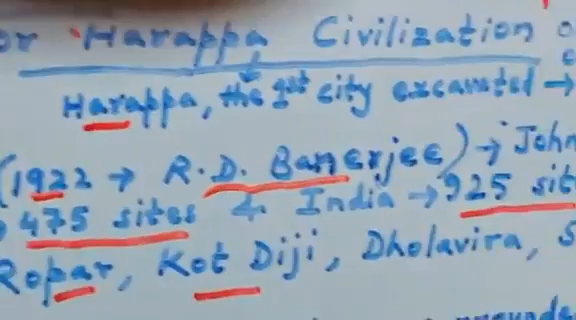 or Harappa Civilization
Harappa, the 1st city excavated →
(1922 → R.D. Banerjee) → John
475 sites & India → 925 sit
Ropar, Kot Diji, Dholavira, S